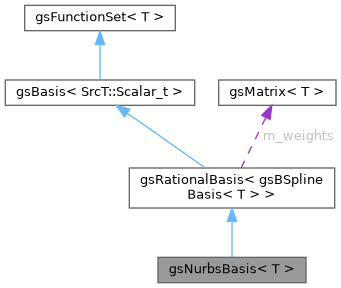 gsFunctionSet< T >
gsBasis< SrcT::Scalar_t >
gsMatrix< T >
m_weights
gsRationalBasis< gsBSpline
Basis< T > >
gsNurbsBasis< T >